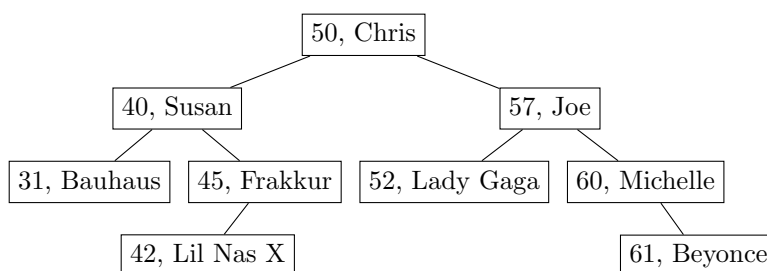 50, Chris
40, Susan
57, Joe
31, Bauhaus
45, Frakkur
52, Lady Gaga
60, Michelle
42, Lil Nas X
61, Beyonce